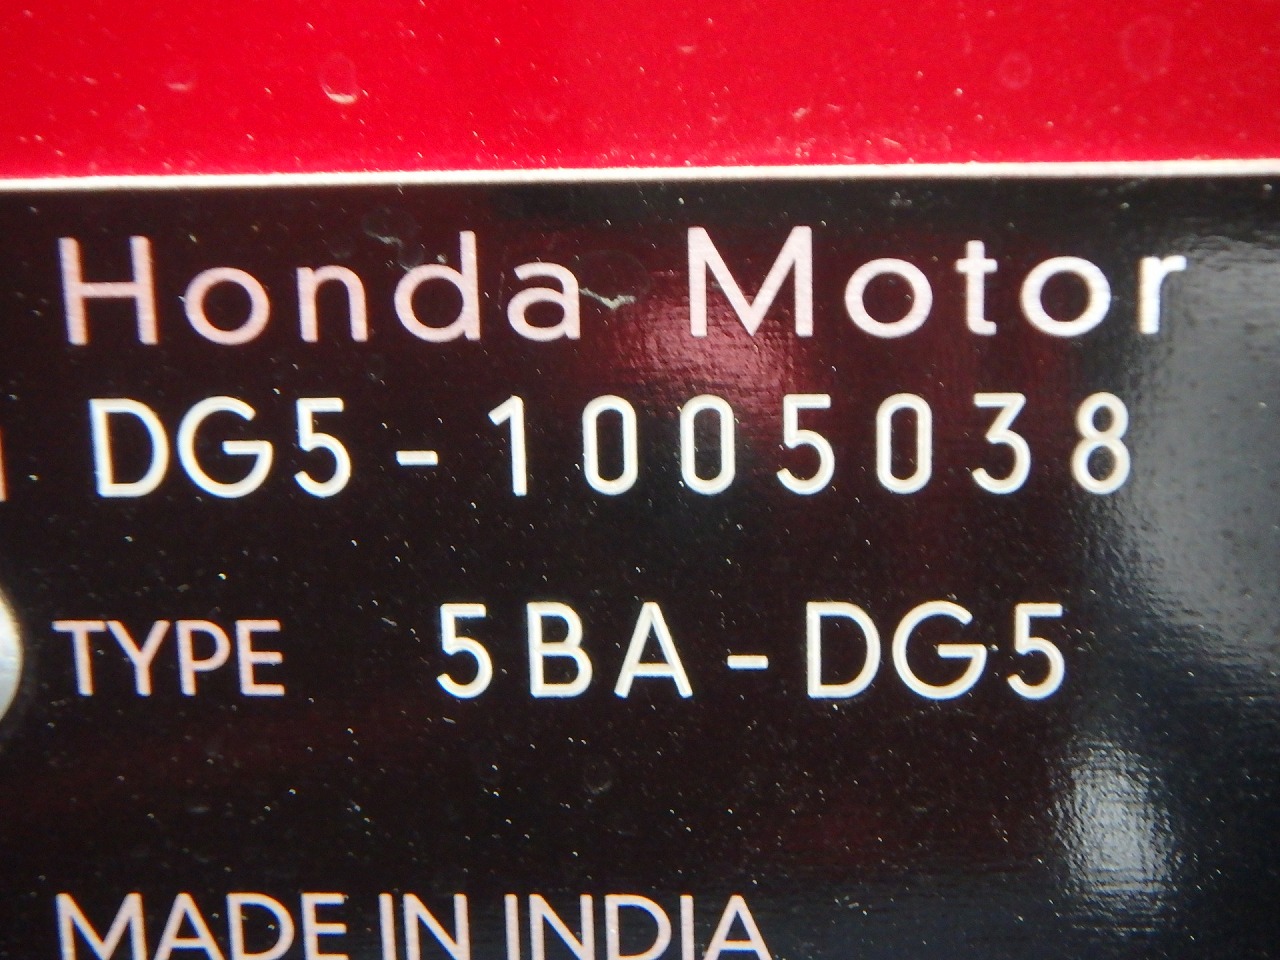 Honda Motor
DG5-1005038
TYPE 5BA-DG5
MADE IN INDIA